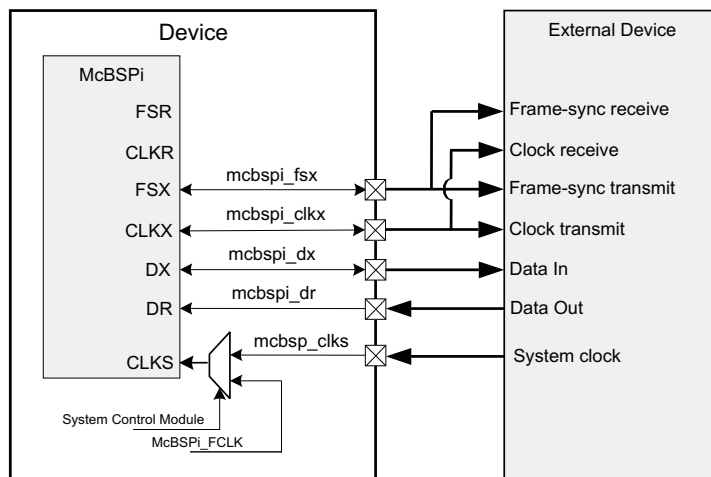 Device
External Device
McBSPi
FSR
Frame-sync receive
CLKR
Clock receive
FSX
mcbspi_fsx
Frame-sync transmit
CLKX
mcbspi_clkx
Clock transmit
DX
mcbspi_dx
Data In
DR
mcbspi_dr
Data Out
CLKS
mcbsp_clks
System clock
System Control Module
McBSPi_FCLK